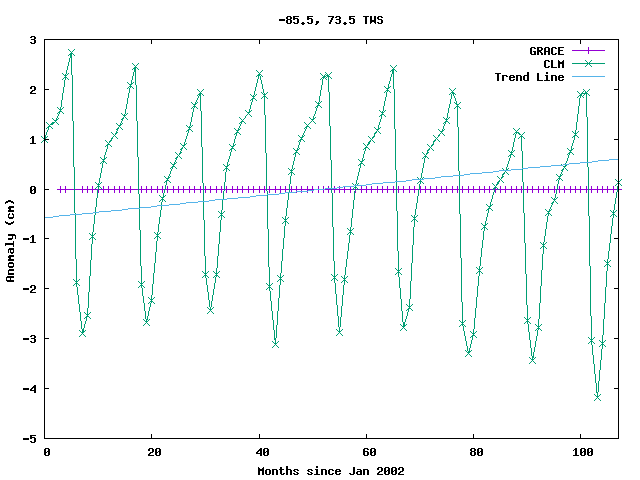 -85.5, 73.5 TWS
GRACE
CLM
Trend Line
3
2
1
0
-1
-2
-3
-4
-5
Anomaly (cm)
0 20 40 60 80 100
Months since Jan 2002